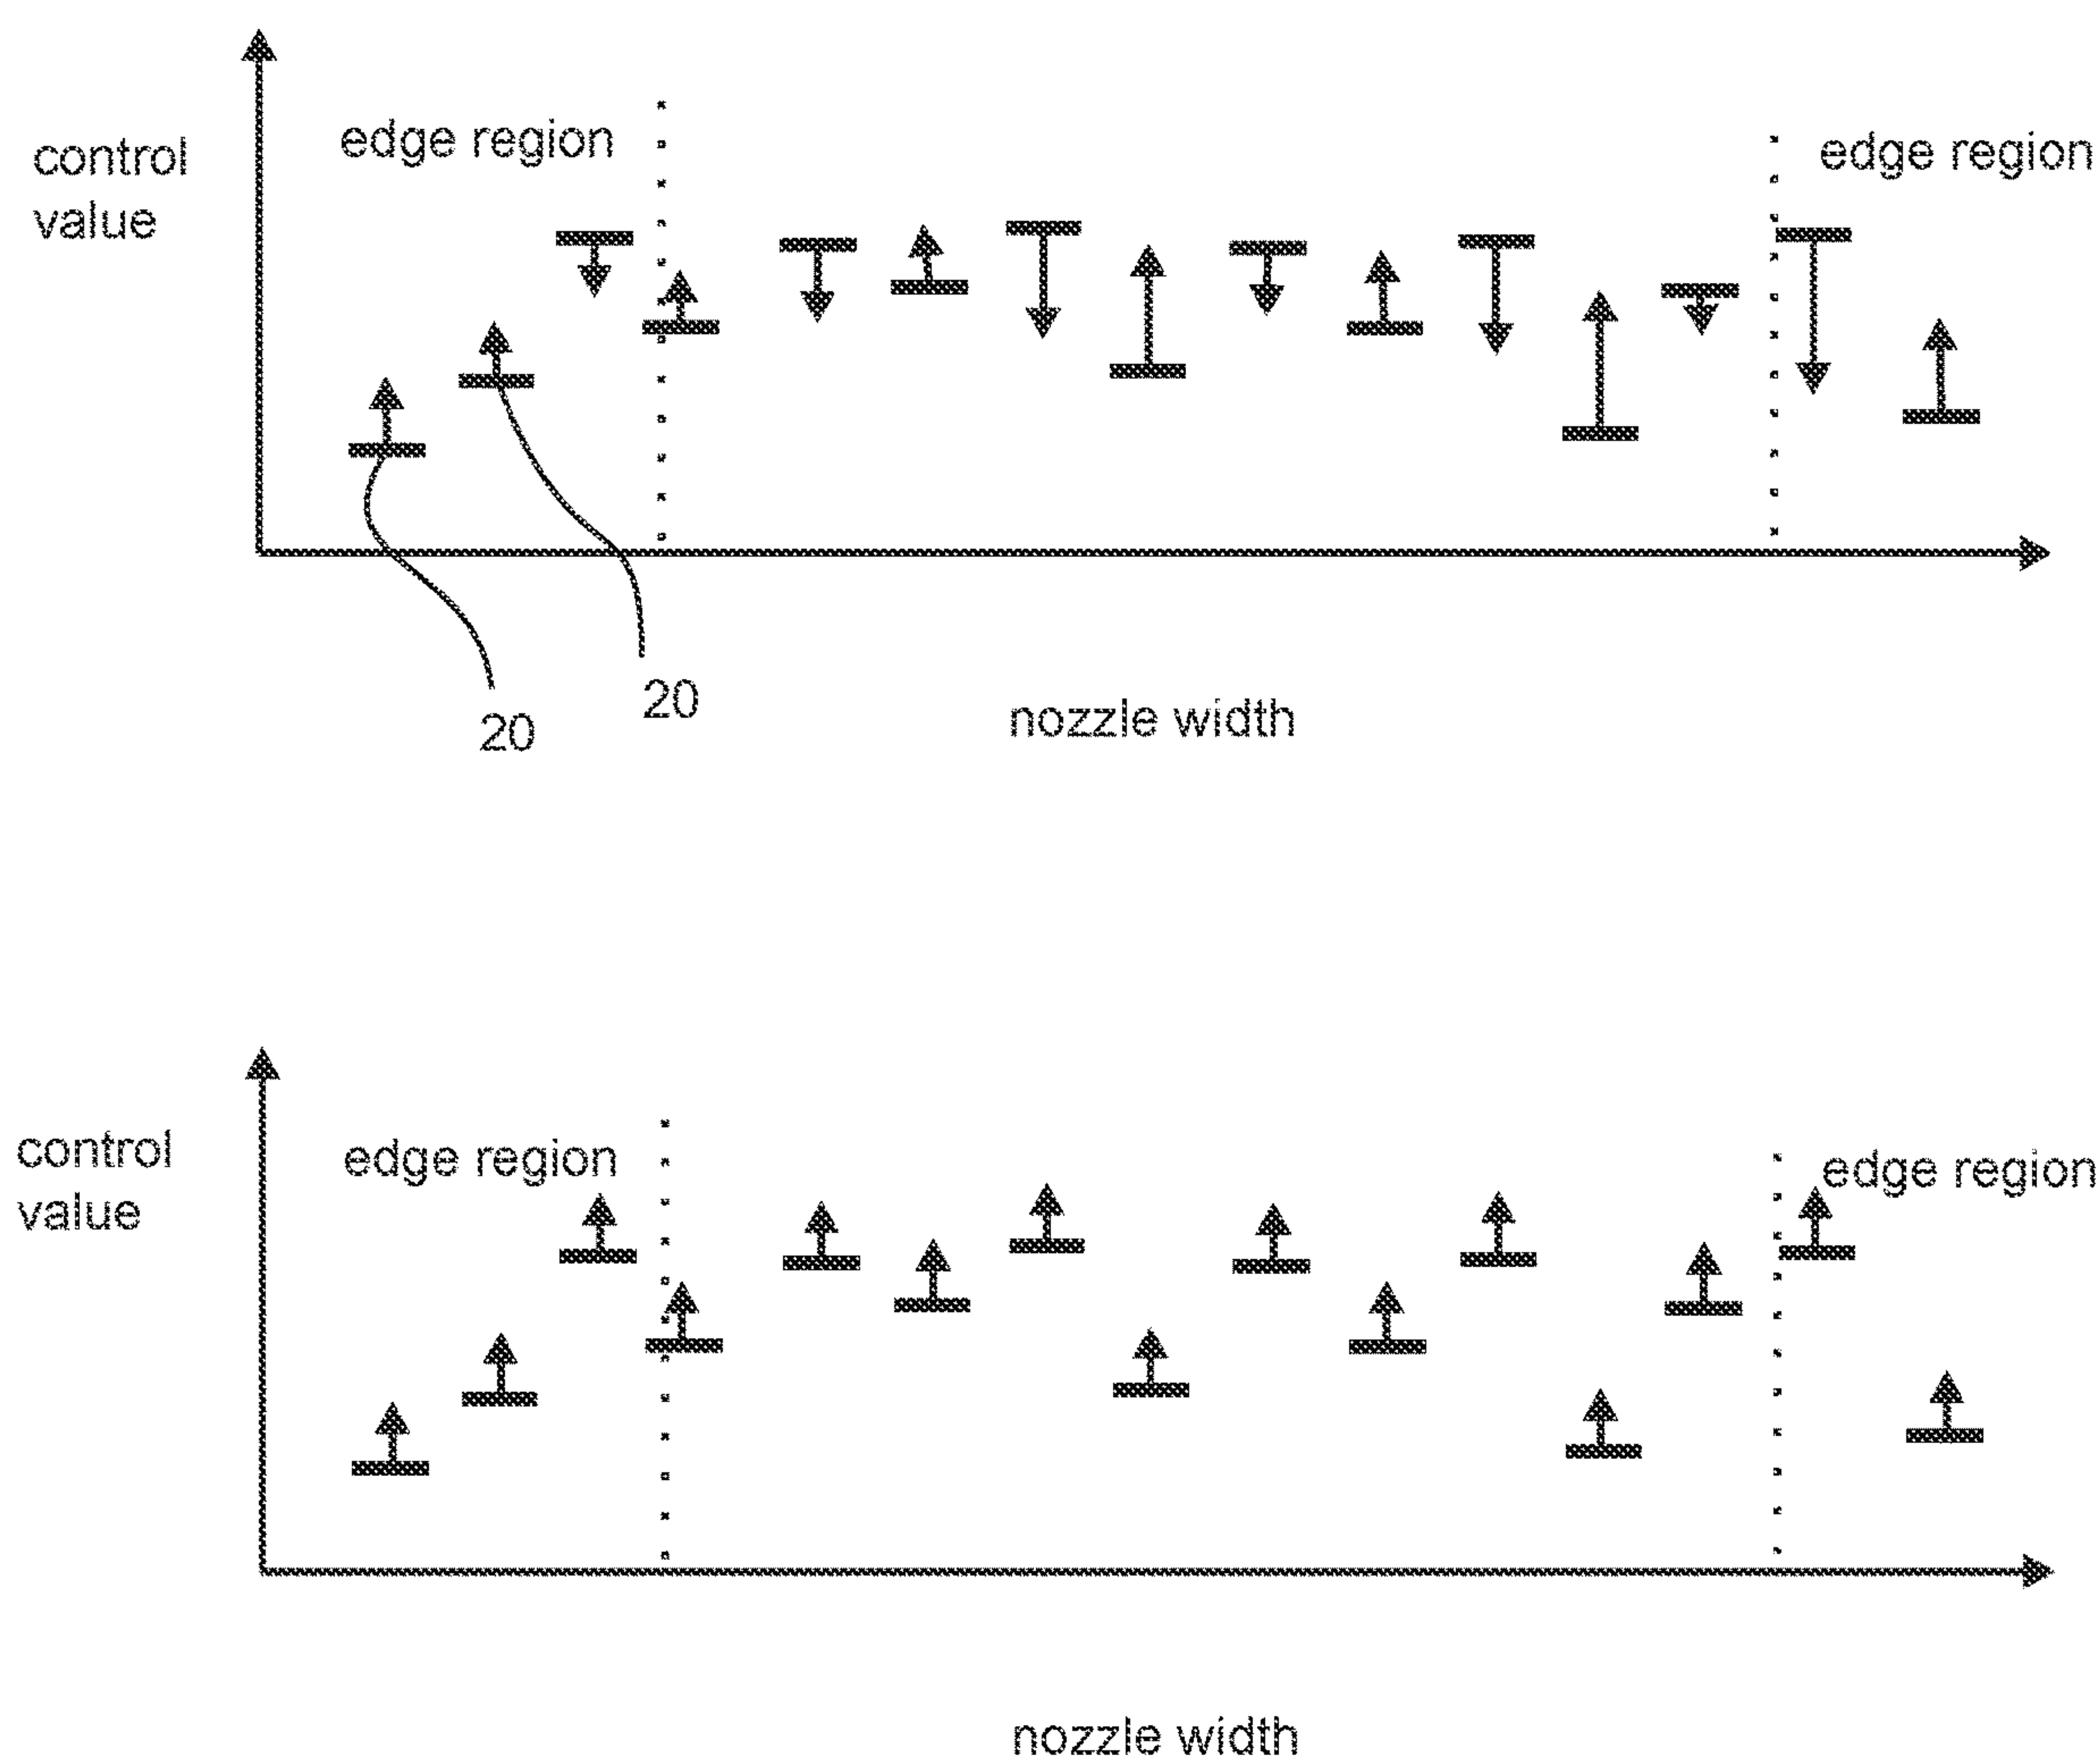 edge region
edge region
control
value
20
20
nozzle width
control
value
edge region
edge region
nozzle width